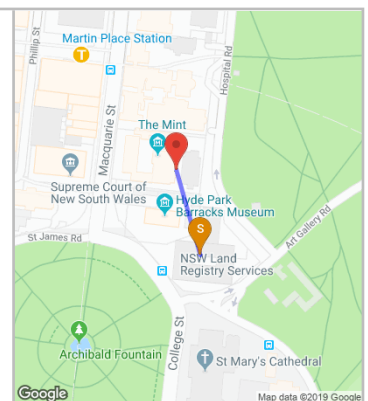 Phillip St
Martin Place Station
T
Hospital Rd
Macquarie St
The Mint
Supreme Court of
New South Wales
Hyde Park
Barracks Museum
S
St James Rd
Art Gallery Rd
NSW Land
Registry Services
College St
Archibald Fountain
St Mary's Cathedral
Google
Map data ©2019 Google